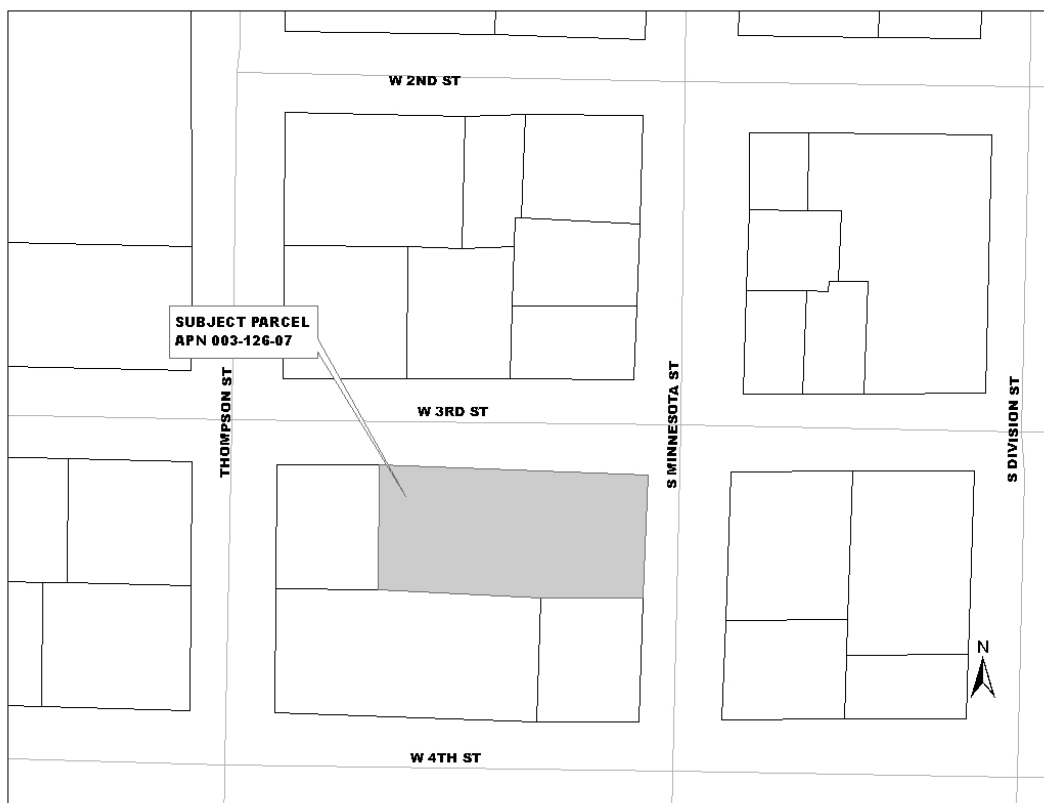 W 2ND ST
SUBJECT PARCEL
APN 003-126-07
W 3RD ST
THOMPSON ST
S MINNESOTA ST
S DIVISION ST
N
W 4TH ST